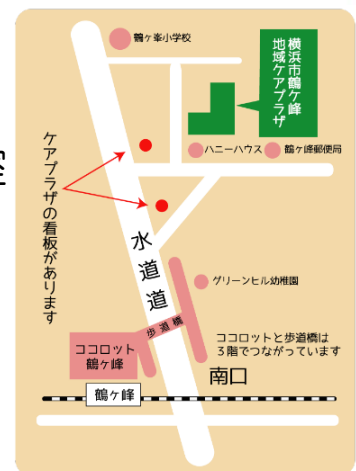 鶴ヶ峯小学校
横浜市鶴ヶ峰
地域ケアプラザ
ハニーハウス
鶴ヶ峰郵便局
ケアプラザの看板があります
水道道
グリーンヒル幼稚園
歩道橋
ココロットと歩道橋は
3階でつながっています
ココロット
鶴ヶ峰
南口
鶴ヶ峰